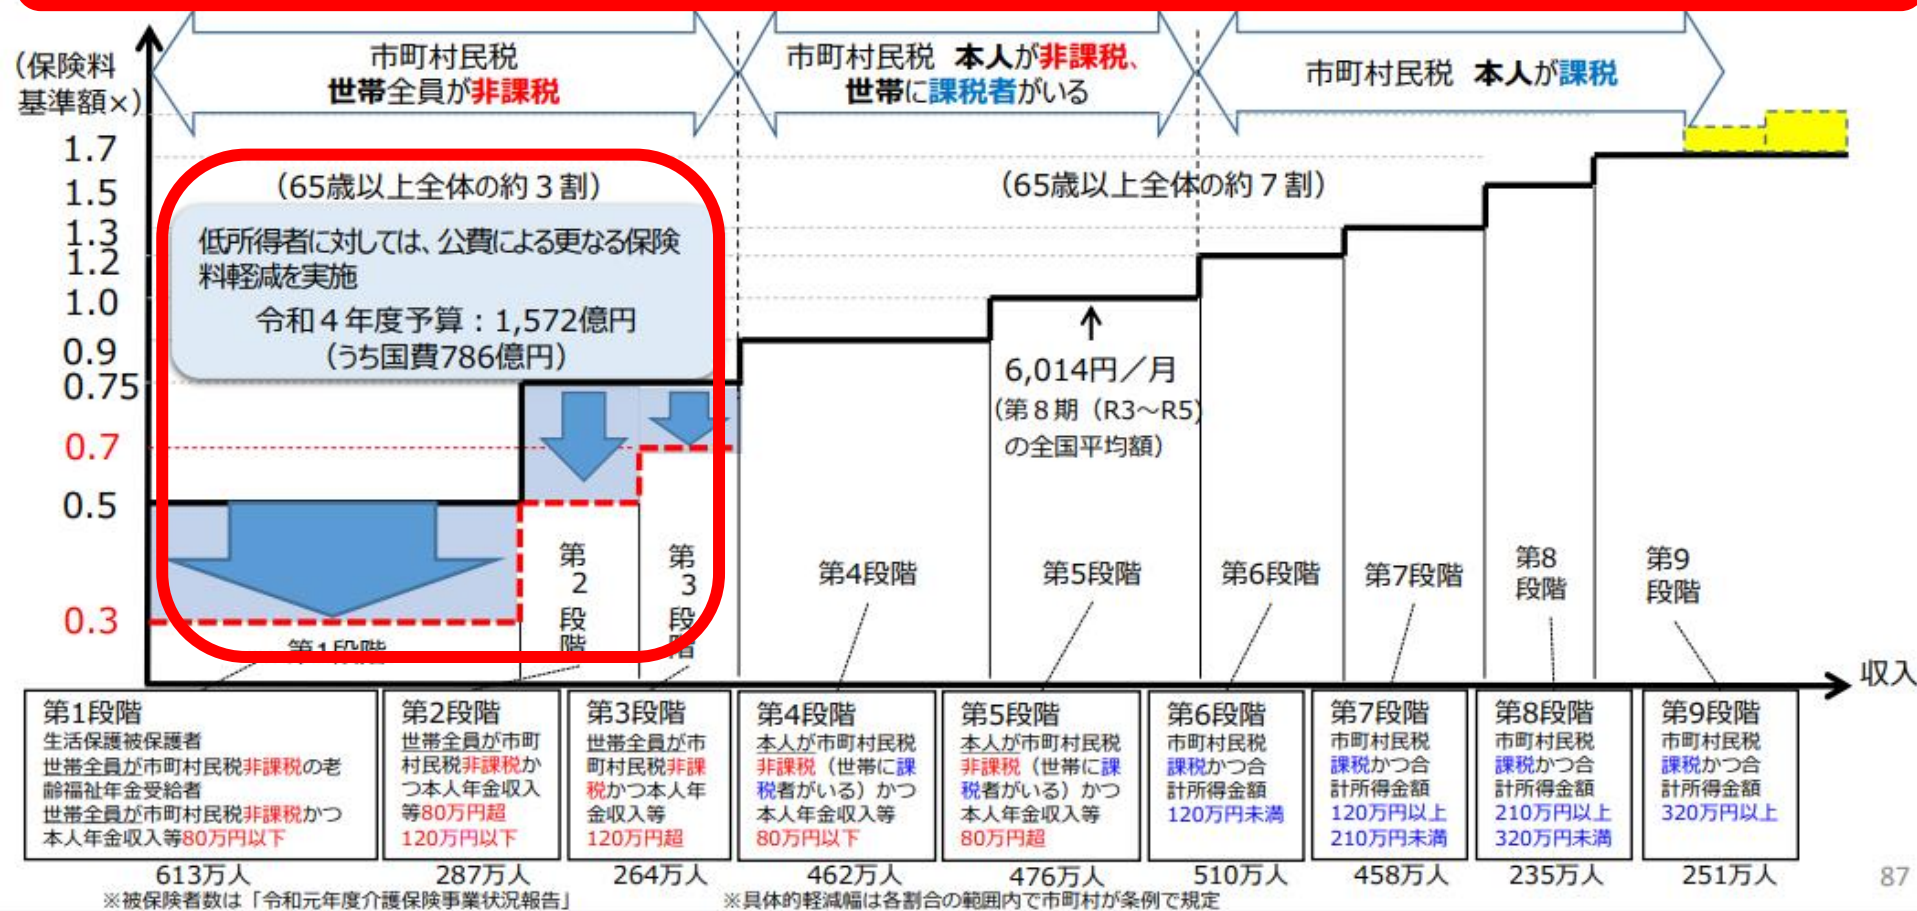 市町村民税
世帯全員が非課税
市町村民税 本人が非課税、
世帯に課税者がいる
市町村民税 本人が課税
（保険料
基準額×）
1.7
1.5
1.3
1.2
1.0
0.9
0.75
0.7
0.5
0.3
（65歳以上全体の約３割）
（65歳以上全体の約７割）
低所得者に対しては、公費による更なる保険
料軽減を実施
令和４年度予算：1,572億円
（うち国費786億円）
6,014円／月
（第８期（R3～R5）
の全国平均額）
第1段階
第２段階
第３段階
第4段階
第5段階
第6段階
第7段階
第8
段階
第9
段階
収入
第1段階
生活保護被保護者
世帯全員が市町村民税非課税の老
齢福祉年金受給者
世帯全員が市町村民税非課税かつ
本人年金収入等80万円以下
第2段階
世帯全員が市町
村民税非課税か
つ本人年金収入
等80万円超
120万円以下
第3段階
世帯全員が市
町村民税非課
税かつ本人年
金収入等
120万円超
第4段階
本人が市町村民税
非課税（世帯に課
税者がいる）かつ
本人年金収入等
80万円以下
第5段階
本人が市町村民税
非課税（世帯に課
税者がいる）かつ
本人年金収入等
80万円超
第6段階
市町村民税
課税かつ合
計所得金額
120万円未満
第7段階
市町村民税
課税かつ合
計所得金額
120万円以上
210万円未満
第8段階
市町村民税
課税かつ合
計所得金額
210万円以上
320万円未満
第9段階
市町村民税
課税かつ合
計所得金額
320万円以上
613万人
287万人
264万人
462万人
476万人
510万人
458万人
235万人
251万人
87
※被保険者数は「令和元年度介護保険事業状況報告」
※具体的軽減幅は各割合の範囲内で市町村が条例で規定